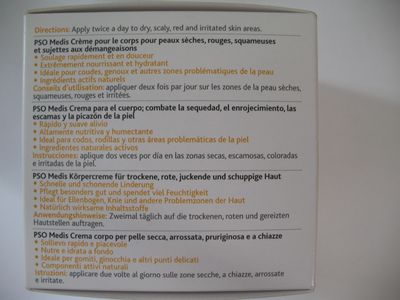 Directions: Apply twice a day to dry, scaly, red and irritated skin areas.
PSO Medis Crème pour le corps pour peaux sèches, rouges, squameuses
et sujettes aux démangeaisons
• Soulage rapidement et en douceur
• Extrêmement nourrissant et hydratant
• Idéale pour coudes, genoux et autres zones problématiques de la peau
• Ingrédients actifs naturels
Conseils d'utilisation: appliquer deux fois par jour sur les zones de la peau sèches,
squameuses, rouges et irritées.
PSO Medis Crema para el cuerpo; combate la sequedad, el enrojecimiento, las
escamas y la picazón de la piel
• Rápido y suave alivio
• Altamente nutritiva y humectante
• Ideal para codos, rodillas y otras áreas problemáticas de la piel
• Ingredientes naturales activos
Instrucciones: aplique dos veces por día en las zonas secas, escamosas, coloradas
e irritadas de la piel.
PSO Medis Körpercreme für trockene, rote, juckende und schuppige Haut
• Schnelle und schonende Linderung
• Pflegt besonders gut und spendet viel Feuchtigkeit
• Ideal für Ellenbogen, Knie und andere Problemzonen der Haut
• Natürlich wirksame Inhaltsstoffe
Anwendungshinweise: Zweimal täglich auf die trockenen, roten und gereizten
Hautstellen auftragen.
PSO Medis Crema corpo per pelle secca, arrossata, pruriginosa e a chiazze
• Sollievo rapido e piacevole
• Nutre e idrata a fondo
• Ideale per gomiti, ginocchia e altri punti delicati
• Componenti attivi naturali
Istruzioni: applicare due volte al giorno sulle zone secche, a chiazze, arrossate
e irritate.